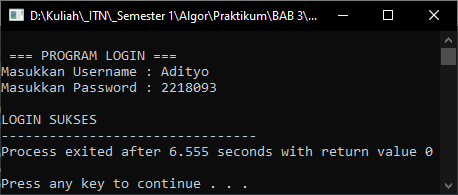 D:\Kuliah\_ITN\_Semester 1\Algor\Praktikum\BAB 3\...
=== PROGRAM LOGIN ===
Masukkan Username : Adityo
Masukkan Password : 2218093
LOGIN SUKSES
--------------------------------
Process exited after 6.555 seconds with return value 0
Press any key to continue . . .